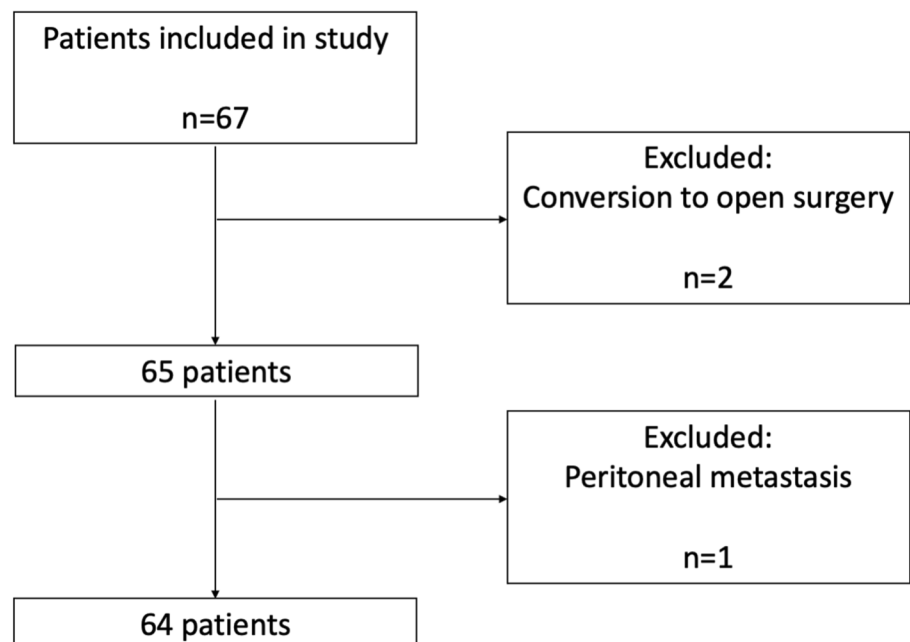 Patients included in study
n=67
Excluded:
Conversion to open surgery
n=2
65 patients
Excluded:
Peritoneal metastasis
n=1
64 patients